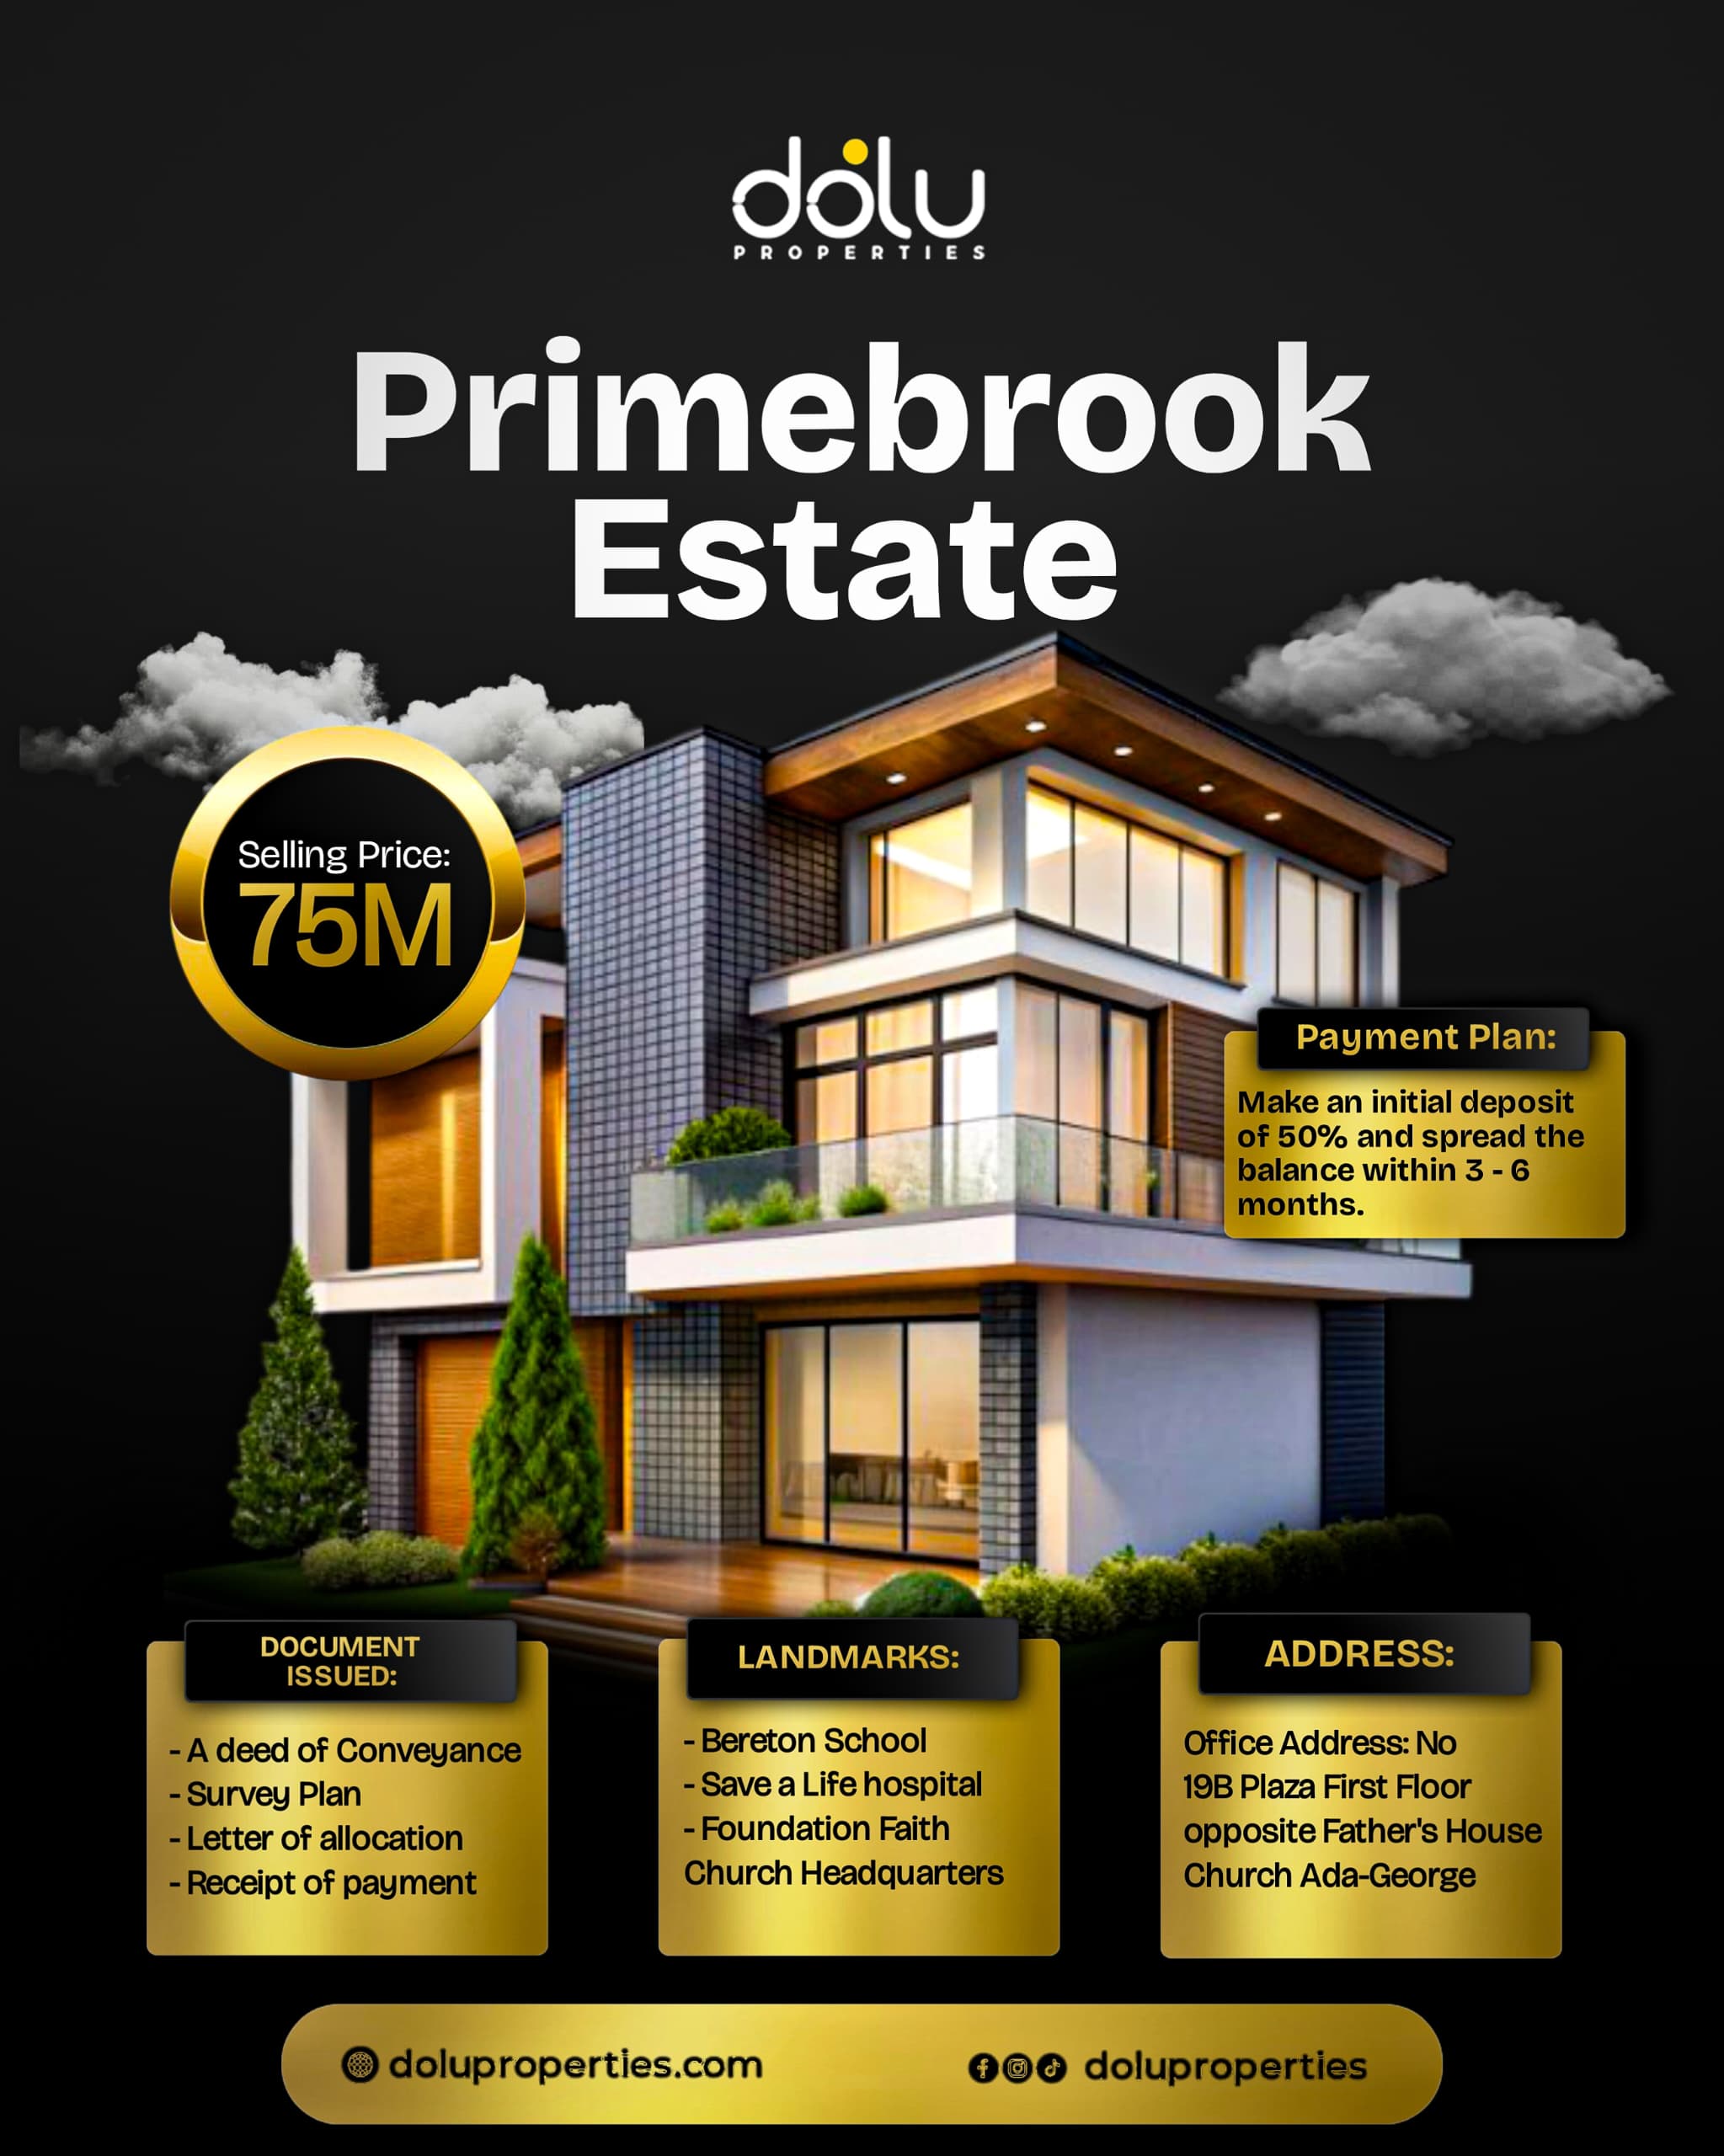 dolu
PROPERTIES
Primebrook
Estate
Selling Price:
75M
Payment Plan:
Make an initial deposit
of 50% and spread the
balance within 3 - 6
months.
DOCUMENT
ISSUED:
- A deed of Conveyance
- Survey Plan
- Letter of allocation
- Receipt of payment
LANDMARKS:
- Bereton School
- Save a Life hospital
- Foundation Faith
Church Headquarters
ADDRESS:
Office Address: No
19B Plaza First Floor
opposite Father's House
Church Ada-George
doluproperties.com
doluproperties